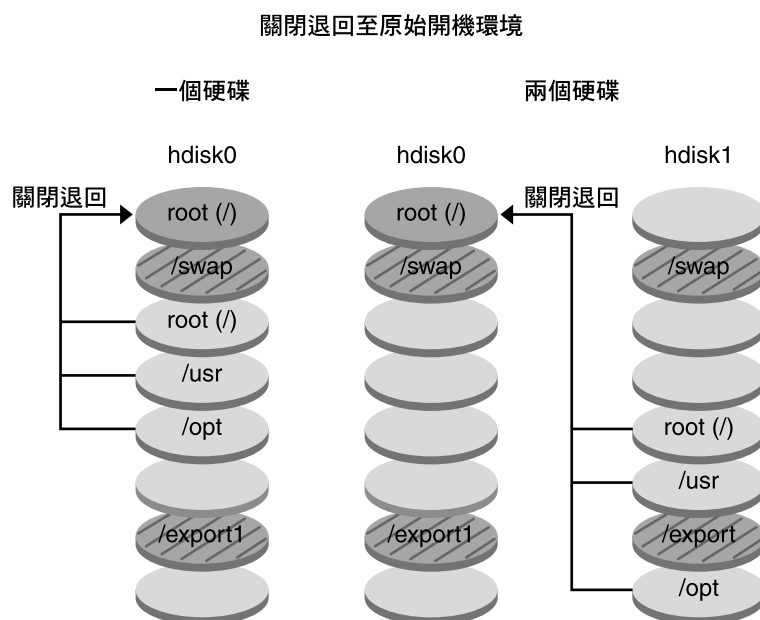 關閉退回至原始開機環境
一個硬碟
兩個硬碟
hdisk0
hdisk0
hdisk1
關閉退回
root (/)
/swap
root (/)
/usr
/opt
/export1
root (/)
/swap
/export1
關閉退回
/swap
root (/)
/usr
/export
/opt